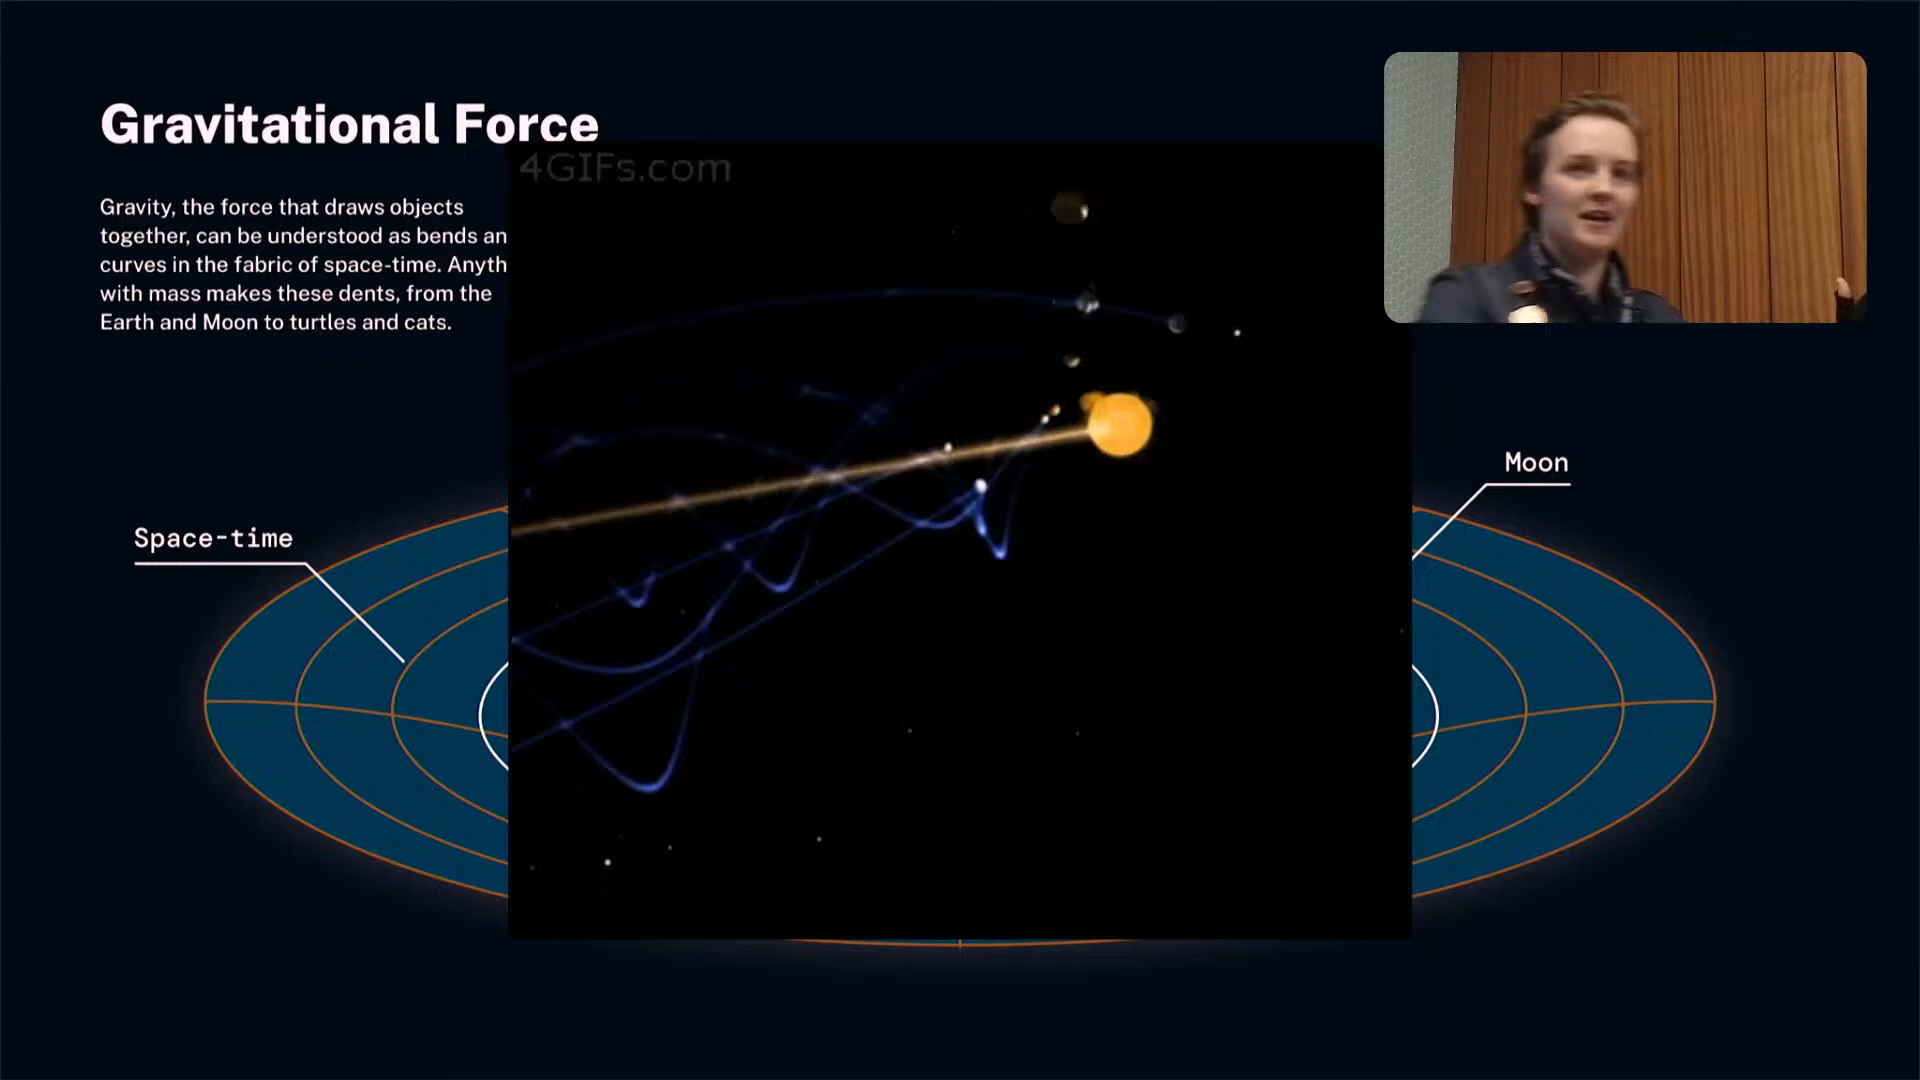 Gravitational Force
4GIFs.com
Gravity, the force that draws objects
together, can be understood as bends an
curves in the fabric of space-time. Anyth
with mass makes these dents, from the
Earth and Moon to turtles and cats.
Moon
Space-time